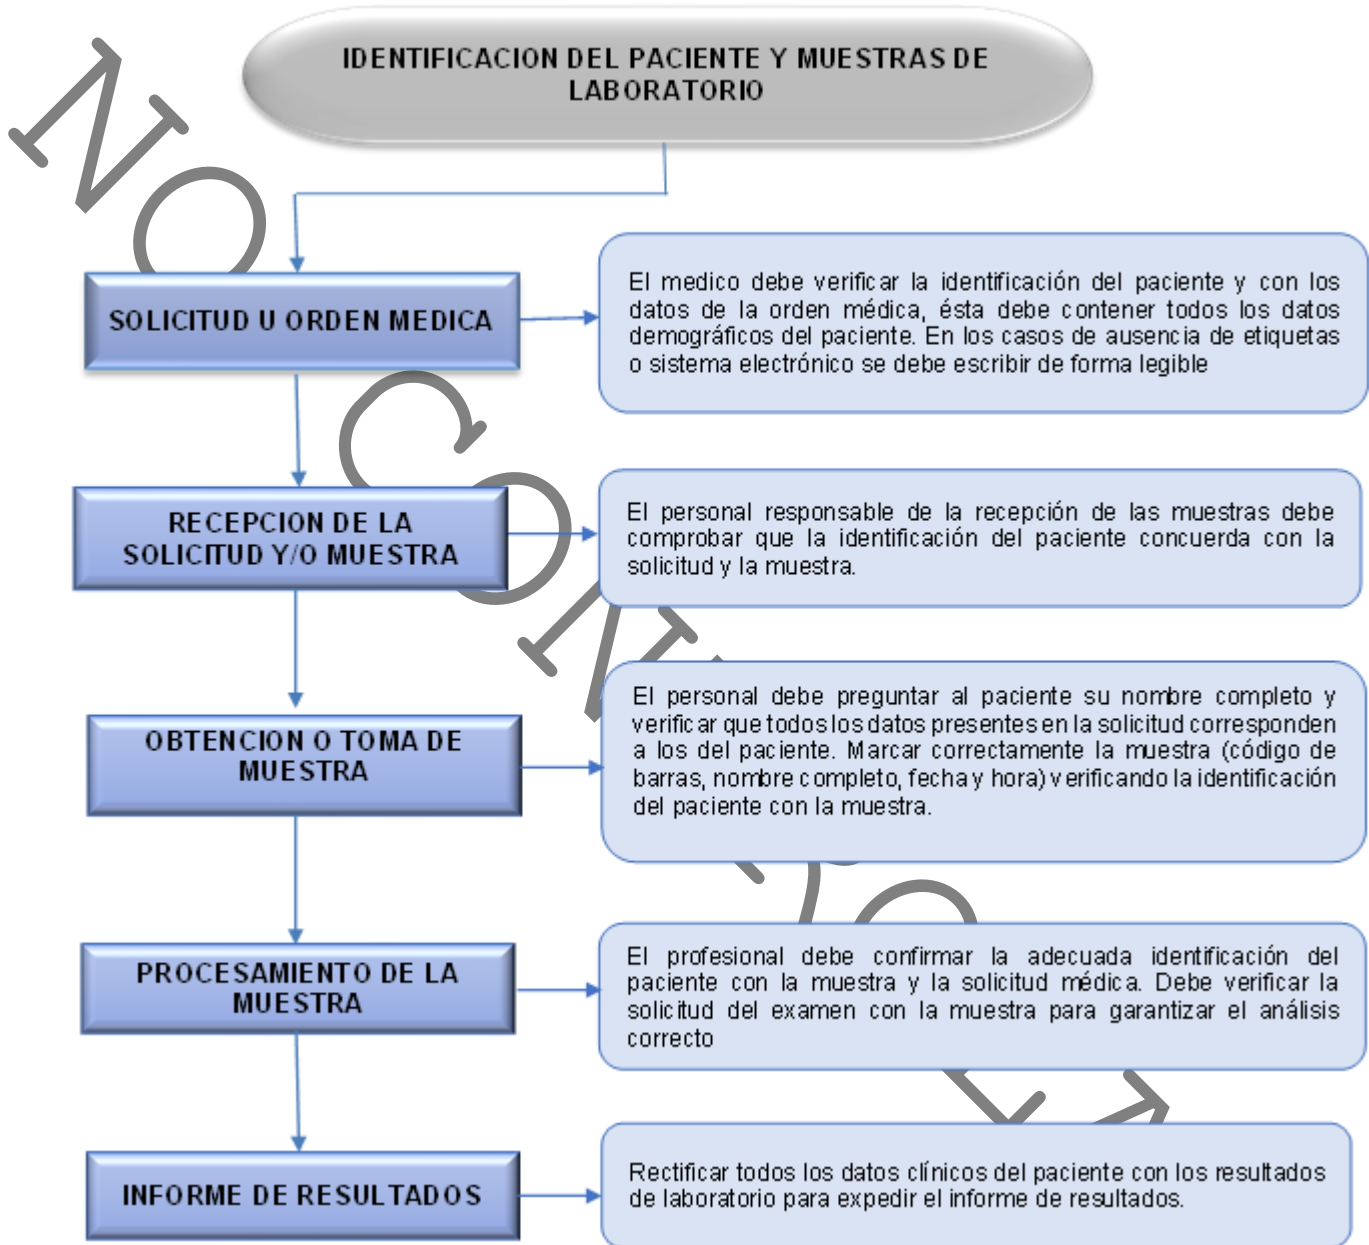 IDENTIFICACION DEL PACIENTE Y MUESTRAS DE
LABORATORIO
SOLICITUD U ORDEN MEDICA
El medico debe verificar la identificación del paciente y con los
datos de la orden médica, ésta debe contener todos los datos
demográficos del paciente. En los casos de ausencia de etiquetas
o sistema electrónico se debe escribir de forma legible
RECEPCION DE LA
SOLICITUD Y/O MUESTRA
El personal responsable de la recepción de las muestras debe
comprobar que la identificación del paciente concuerda con la
solicitud y la muestra.
OBTENCION O TOMA DE
MUESTRA
El personal debe preguntar al paciente su nombre completo y
verificar que todos los datos presentes en la solicitud corresponden
a los del paciente. Marcar correctamente la muestra (código de
barras, nombre completo, fecha y hora) verificando la identificación
del paciente con la muestra.
PROCESAMIENTO DE LA
MUESTRA
El profesional debe confirmar la adecuada identificación del
paciente con la muestra y la solicitud médica. Debe verificar la
solicitud del examen con la muestra para garantizar el análisis
correcto
INFORME DE RESULTADOS
Rectificar todos los datos clínicos del paciente con los resultados
de laboratorio para expedir el informe de resultados.
NO